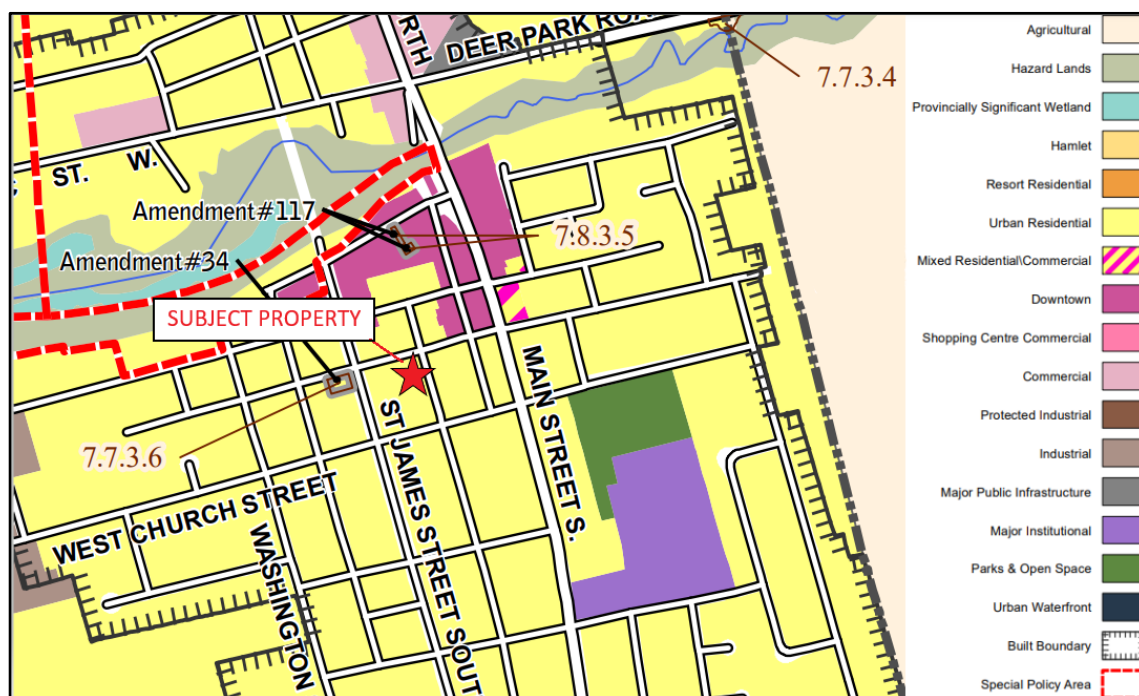 RTH
DEER PARK ROA
7.7.3.4
ST. W.
Amendment#117
7.8.3.5
Amendment#34
SUBJECT PROPERTY
7.7.3.6
MAIN STREET S.
ST JAMES STREET SOUT
WEST CHURCH STREET
WASHINGTON
Agricultural
Hazard Lands
Provincially Significant Wetland
Hamlet
Resort Residential
Urban Residential
Mixed Residential\Commercial
Downtown
Shopping Centre Commercial
Commercial
Protected Industrial
Industrial
Major Public Infrastructure
Major Institutional
Parks & Open Space
Urban Waterfront
Built Boundary
Special Policy Area